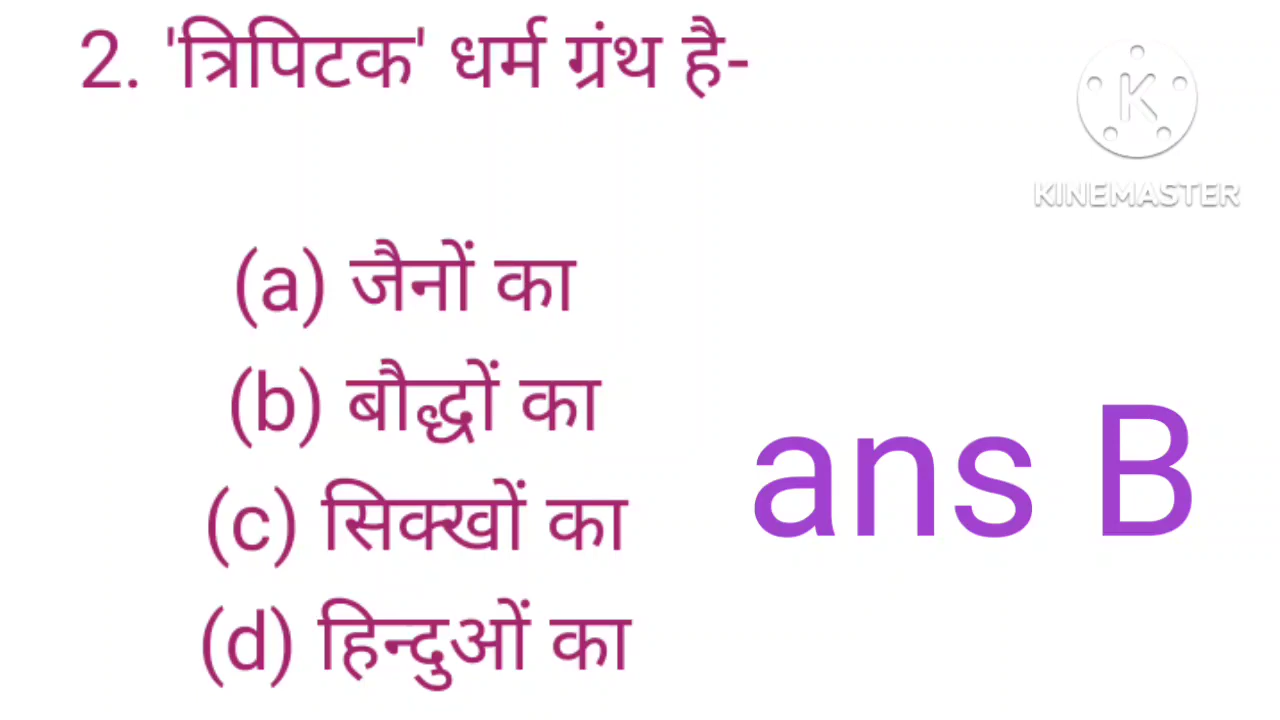 2. 'त्रिपिटक' धर्म ग्रंथ है-
K
KINEMASTER
(a) जैनों का
(b) बौद्धों का
(c) सिक्खों का
(d) हिन्दुओं का
ans B